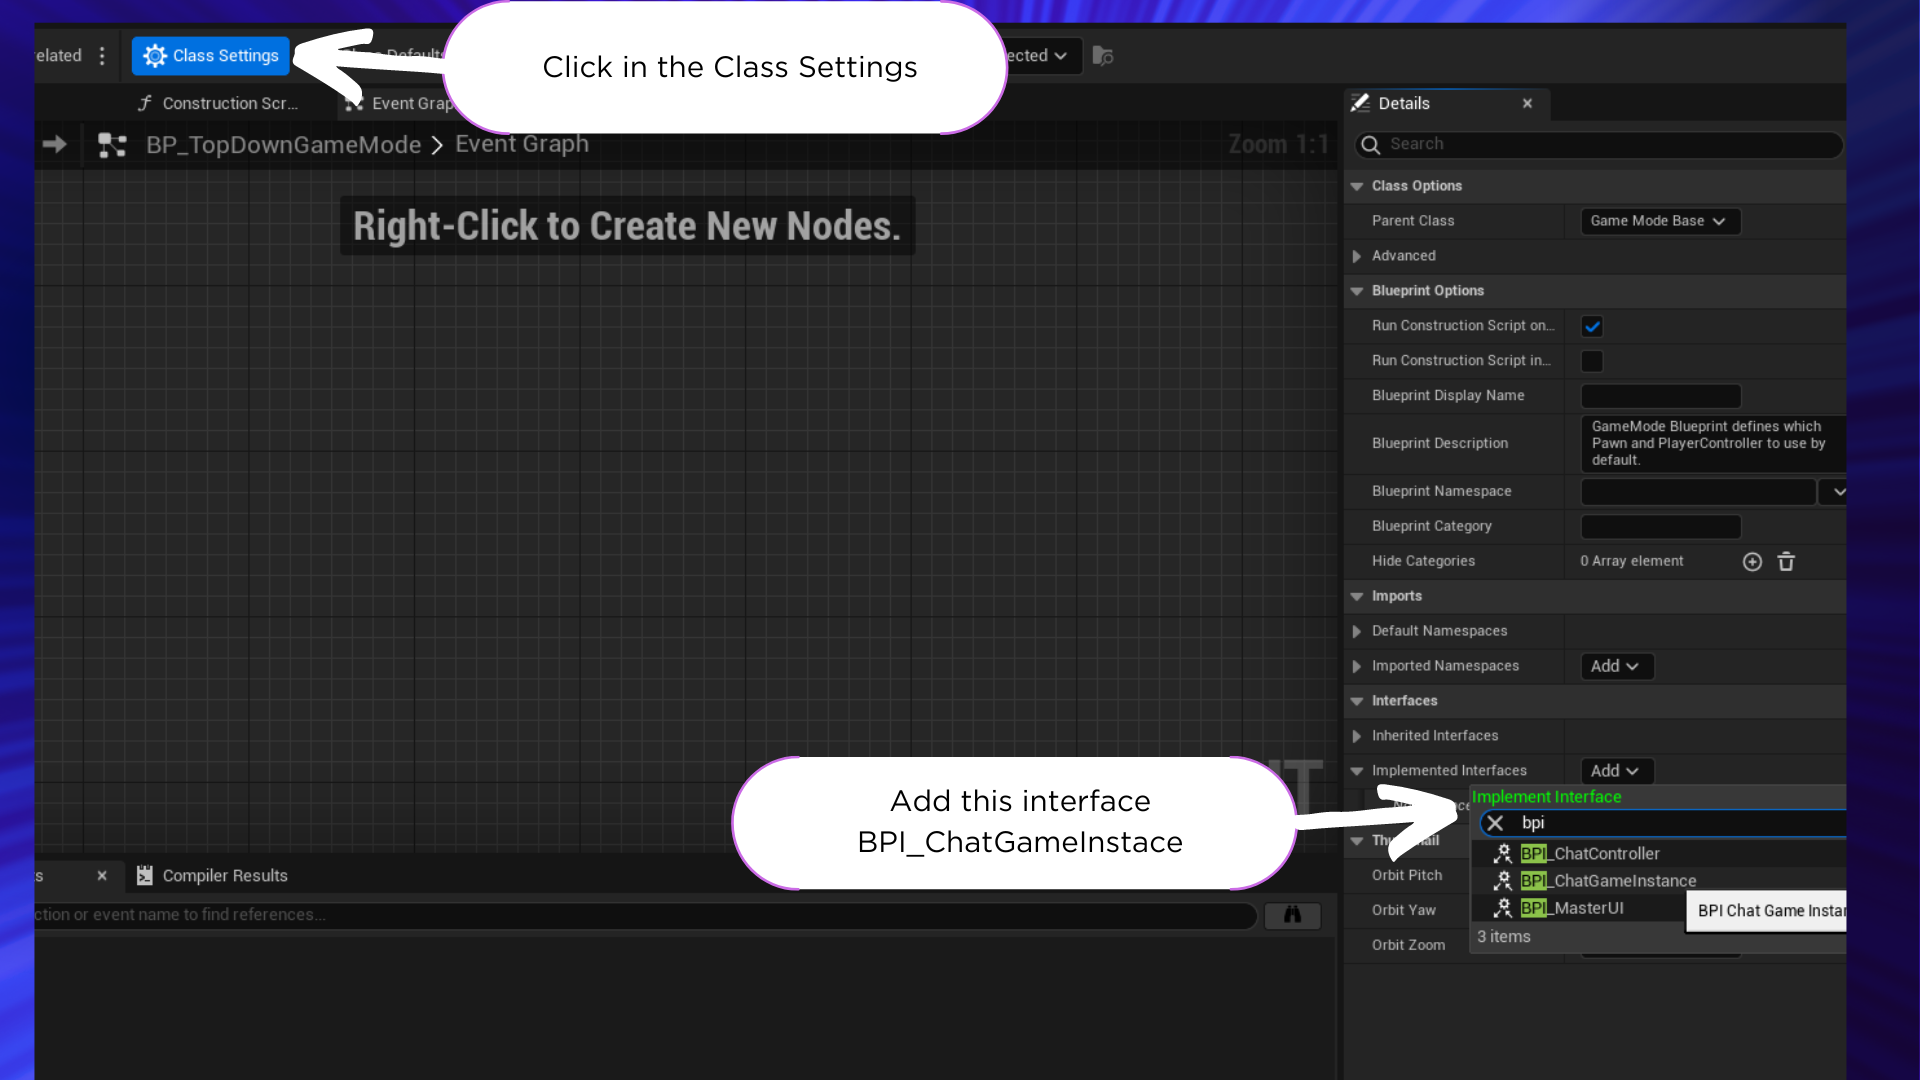 elated
Class Settings
Click in the Class Settings
ected
Construction Scr...
Event Grap
BP_TopDownGameMode > Event Graph
Zoom 1:1
Right-Click to Create New Nodes.
Details
Search
Class Options
Parent Class
Game Mode Base
Advanced
Blueprint Options
Run Construction Script on...
Run Construction Script in...
Blueprint Display Name
Blueprint Description
GameMode Blueprint defines which
Pawn and PlayerController to use by
default.
Blueprint Namespace
Blueprint Category
Hide Categories
0 Array element
Imports
Default Namespaces
Imported Namespaces
Add
Interfaces
Inherited Interfaces
Implemented Interfaces
Add
Add this interface
BPI_ChatGameInstace
Implement Interface
bpi
BPI_ChatController
BPI_ChatGameInstance
BPI_MasterUI
BPI Chat Game Instan
3 items
Orbit Pitch
Orbit Yaw
Orbit Zoom
s
Compiler Results
ction or event name to find references...